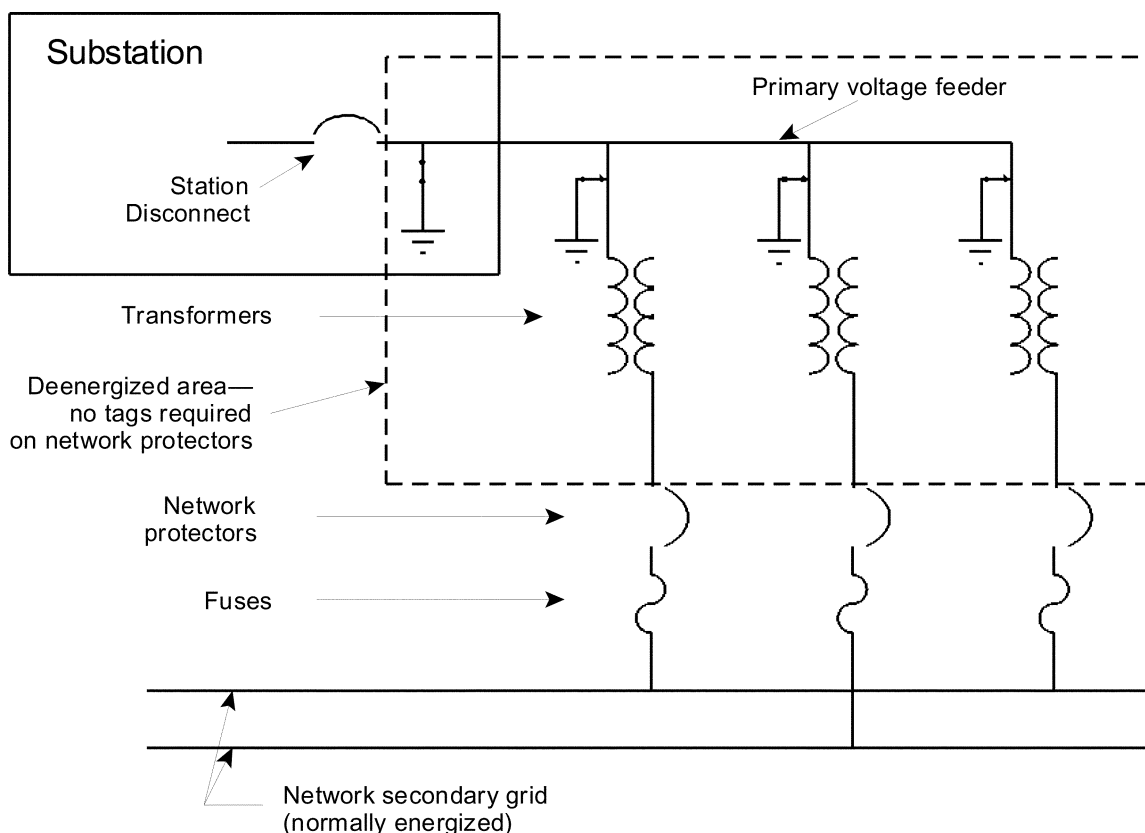 Substation
Primary voltage feeder
Station
Disconnect
Transformers
Deenergized area—
no tags required
on network protectors
Network
protectors
Fuses
Network secondary grid
(normally energized)